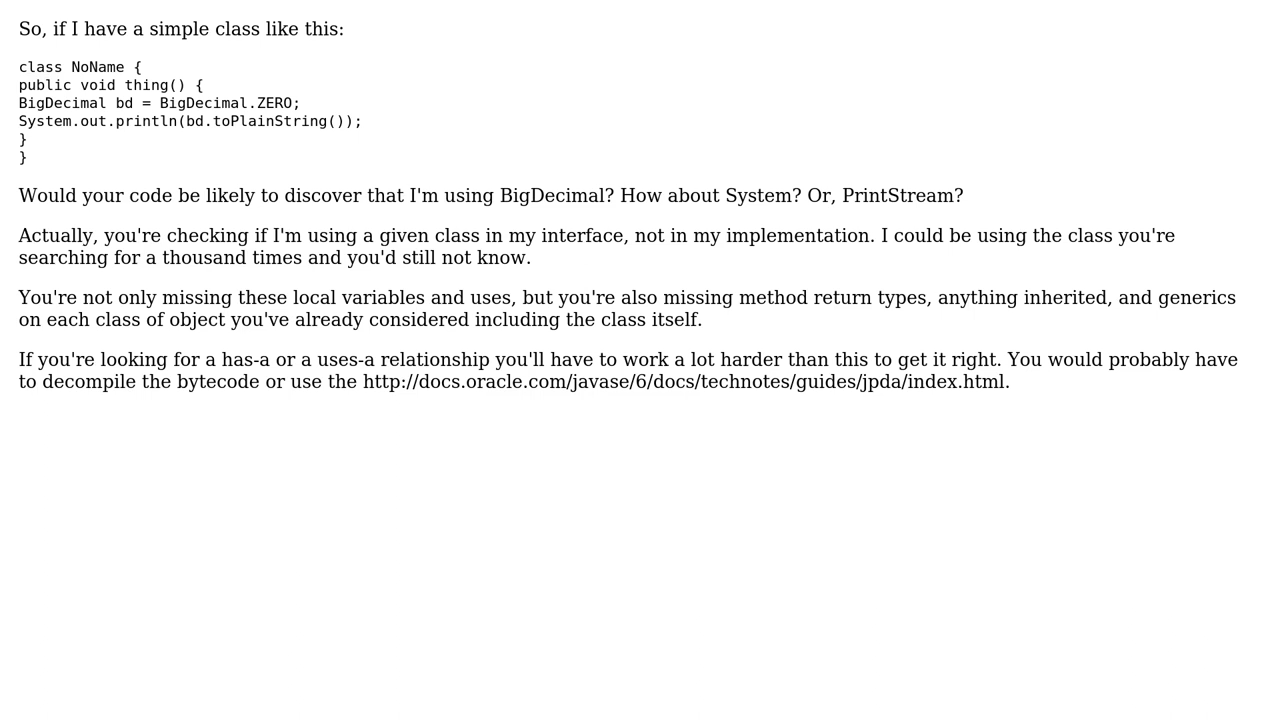 So, if I have a simple class like this:
class NoName {
public void thing() {
BigDecimal bd = BigDecimal.ZERO;
System.out.println(bd.toPlainString());
}
}
Would your code be likely to discover that I'm using BigDecimal? How about System? Or, PrintStream?
Actually, you're checking if I'm using a given class in my interface, not in my implementation. I could be using the class you're
searching for a thousand times and you'd still not know.
You're not only missing these local variables and uses, but you're also missing method return types, anything inherited, and generics
on each class of object you've already considered including the class itself.
If you're looking for a has-a or a uses-a relationship you'll have to work a lot harder than this to get it right. You would probably have
to decompile the bytecode or use the http://docs.oracle.com/javase/6/docs/technotes/guides/jpda/index.html.